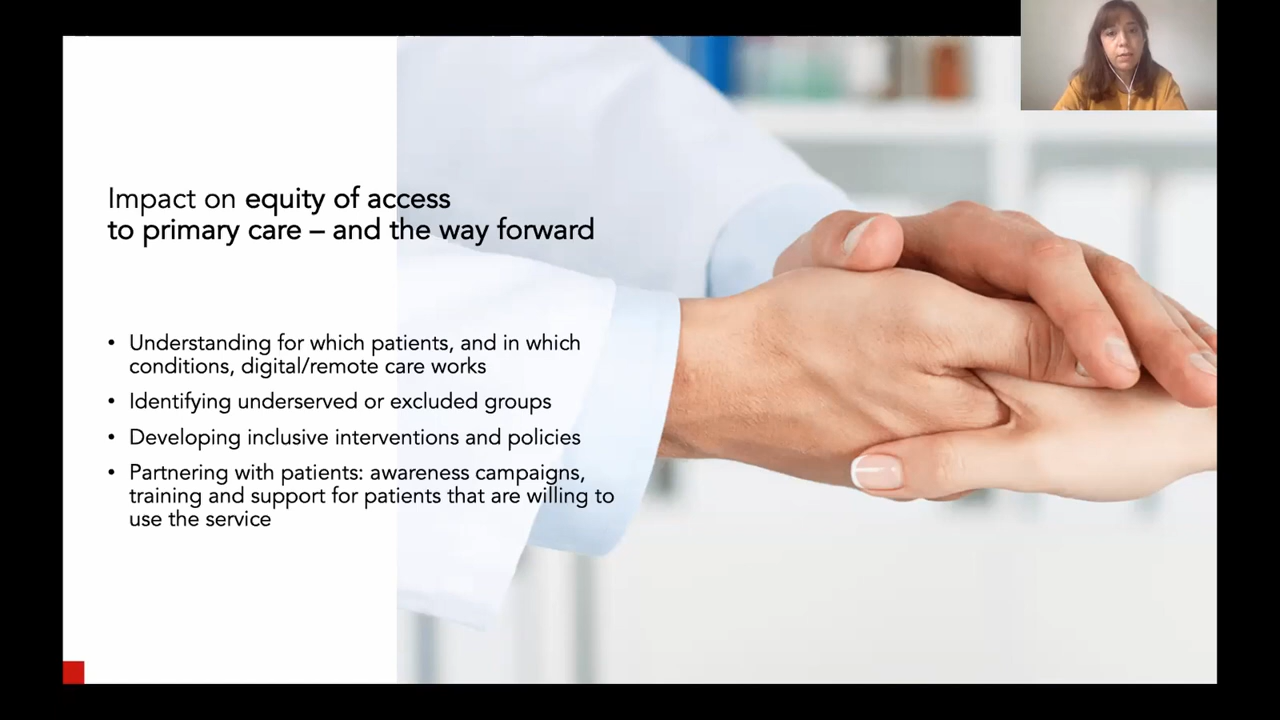 Impact on equity of access
to primary care – and the way forward
• Understanding for which patients, and in which
conditions, digital/remote care works
• Identifying underserved or excluded groups
• Developing inclusive interventions and policies
• Partnering with patients: awareness campaigns,
training and support for patients that are willing to
use the service